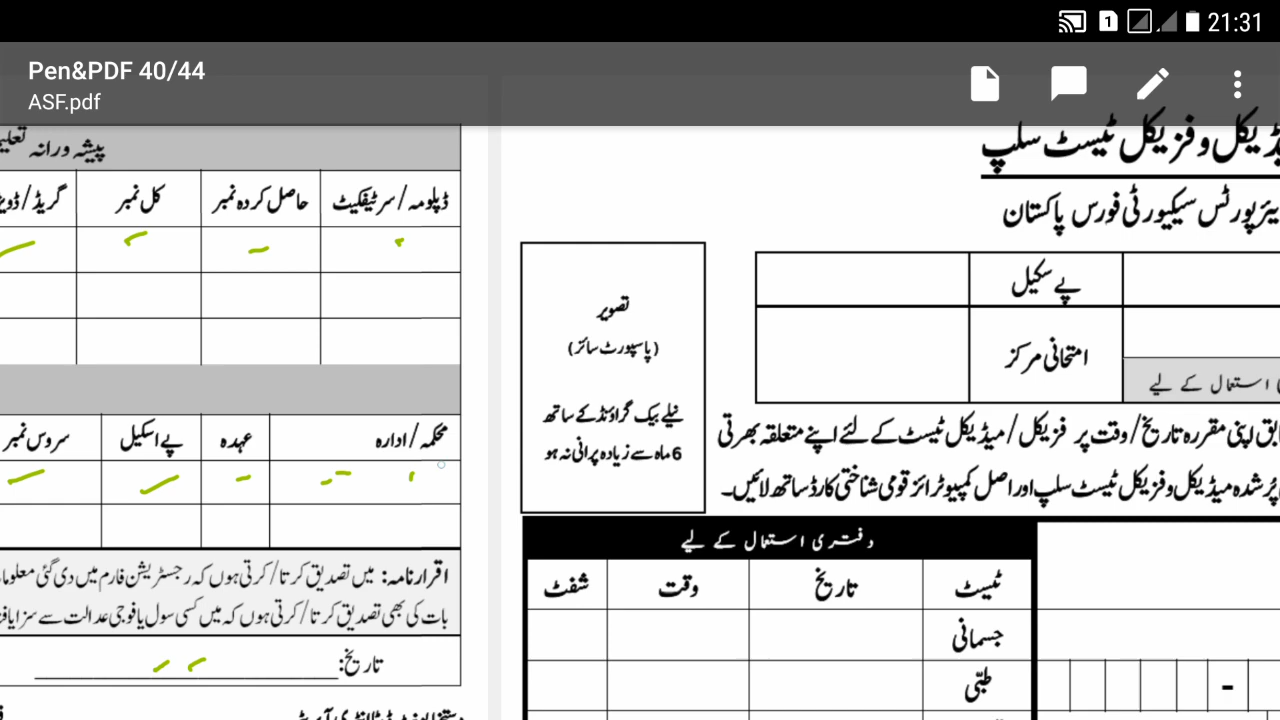 21:31
Pen&PDF 40/44
ASF.pdf
پیشہ ورانہ
ڈپلومہ/سرٹیفکیٹ حاصل کردہ نمبر کل نمبر گریڈ/
محکمہ/ادارہ عہدہ پے اسکیل سروس نمبر
اقرارنامہ: میں تصدیق کرتا/کرتی ہوں کہ رجسٹریشن فارم میں دی گئی
بات کی بھی تصدیق کرتا/کرتی ہوں کہ میں کسی سول یا فوجی عدالت سے سزا
تاریخ:
و فزیکل ٹیسٹ سلپ
سیکیورٹی فورس پاکستان
پے سکیل
امتحانی مرکز
استعمال کے لیے
تصویر
(پاسپورٹ سائز)
نیلے بیک گراؤنڈ کے ساتھ
6 ماہ سے زیادہ پرانی نہ ہو
اپنی مقررہ تاریخ/وقت پر فزیکل/میڈیکل ٹیسٹ کے لئے اپنے متعلقہ بھرتی
پُر شدہ میڈیکل و فزیکل ٹیسٹ سلپ اور اصل کمپیوٹرائز قومی شناختی کارڈ ساتھ لائیں۔
دفتری استعمال کے لیے
ٹیسٹ تاریخ وقت شفٹ
جسمانی
طبّی
-